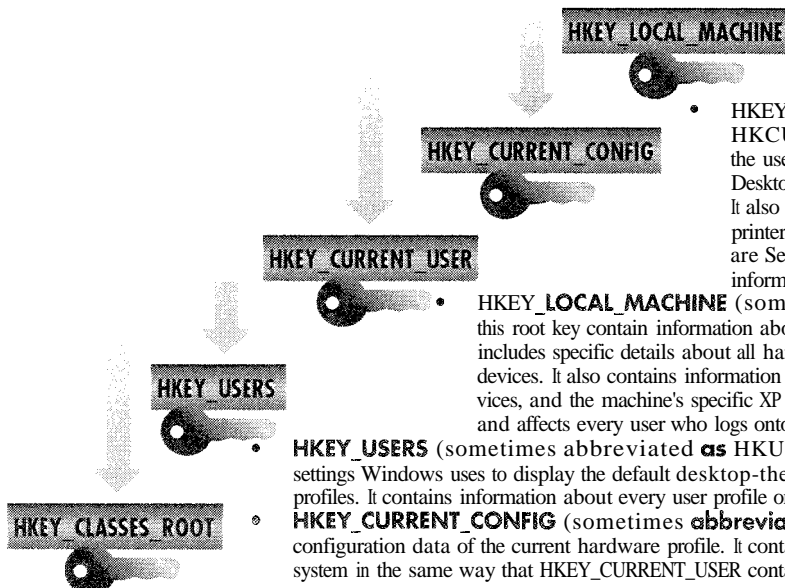 HKEY_LOCAL_MACHINE
HKEY_CURRENT_CONFIG
HKEY_CURRENT_USER
HKEY_USERS
HKEY_CLASSES_ROOT
• HKEY
HKCU
the use
Deskto
It also
printer
are Se
inform
• HKEY_LOCAL_MACHINE (som
this root key contain information abo
includes specific details about all ha
devices. It also contains information
vices, and the machine's specific XP
and affects every user who logs onto
• HKEY_USERS (sometimes abbreviated as HKU
settings Windows uses to display the default desktop-the
profiles. It contains information about every user profile o
• HKEY_CURRENT_CONFIG (sometimes abbrevia
configuration data of the current hardware profile. It conta
system in the same way that HKEY_CURRENT_USER conta